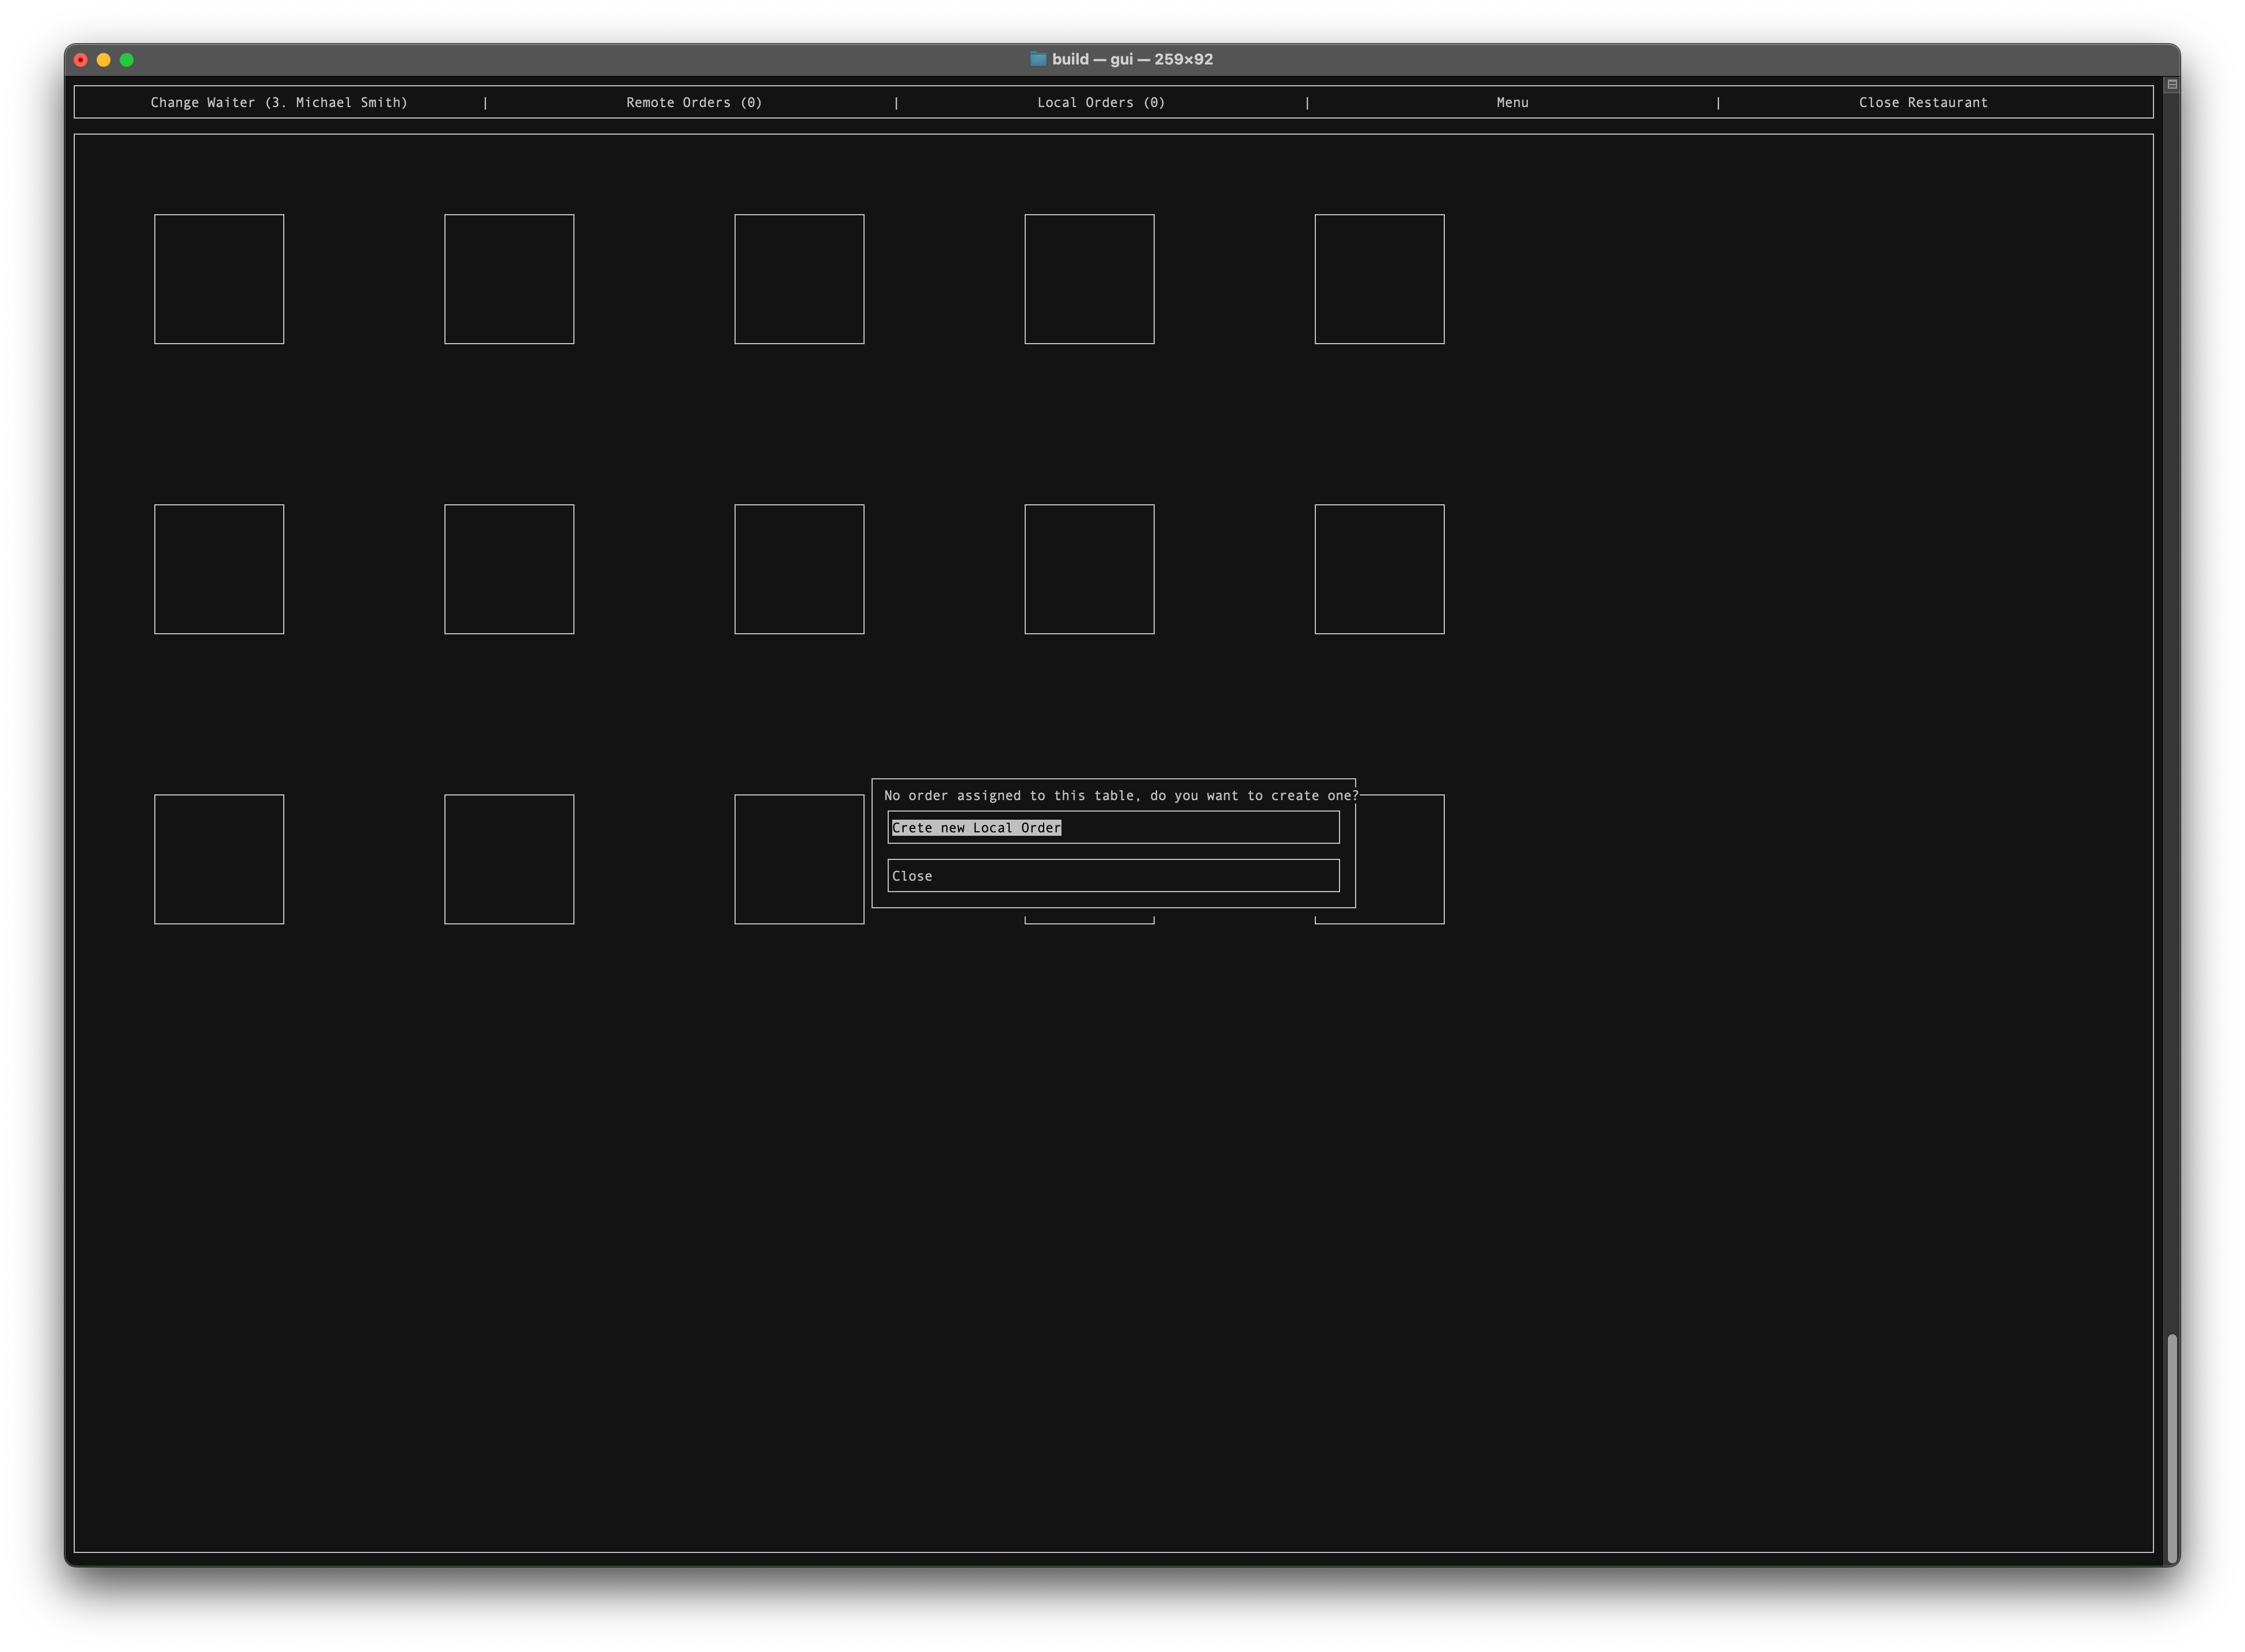 build — gui — 259×92
Change Waiter (3. Michael Smith) | Remote Orders (0) | Local Orders (0) | Menu | Close Restaurant
No order assigned to this table, do you want to create one?
Crete new Local Order
Close